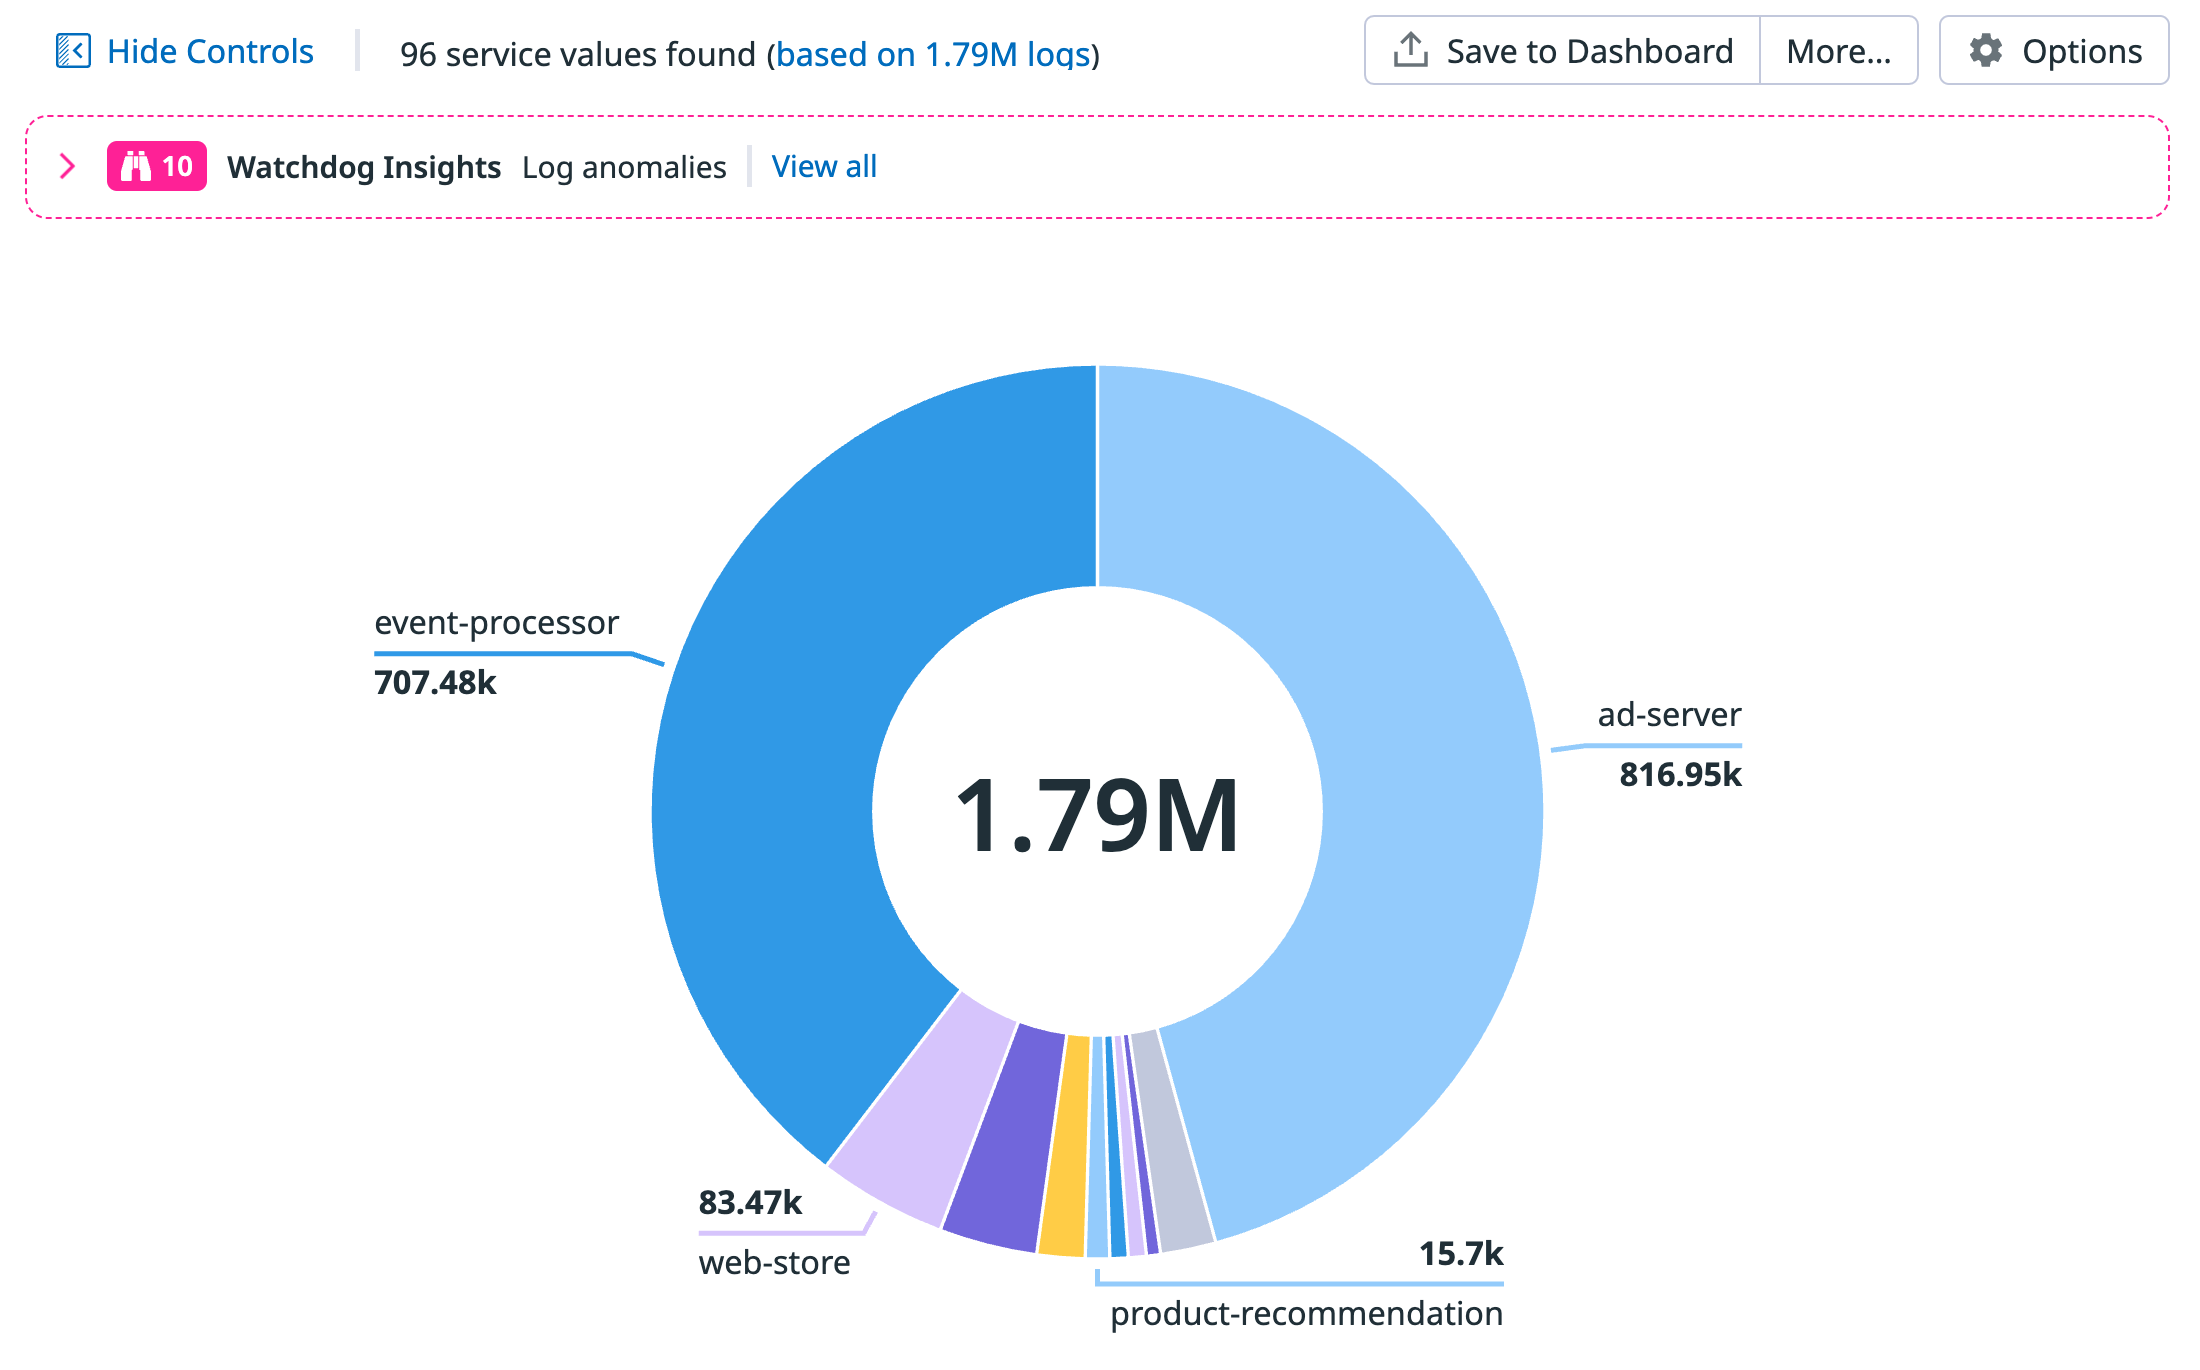 Hide Controls
96 service values found (based on 1.79M logs)
Save to Dashboard
More...
Options
10 Watchdog Insights Log anomalies View all
event-processor
707.48k
ad-server
816.95k
1.79M
83.47k
web-store
15.7k
product-recommendation